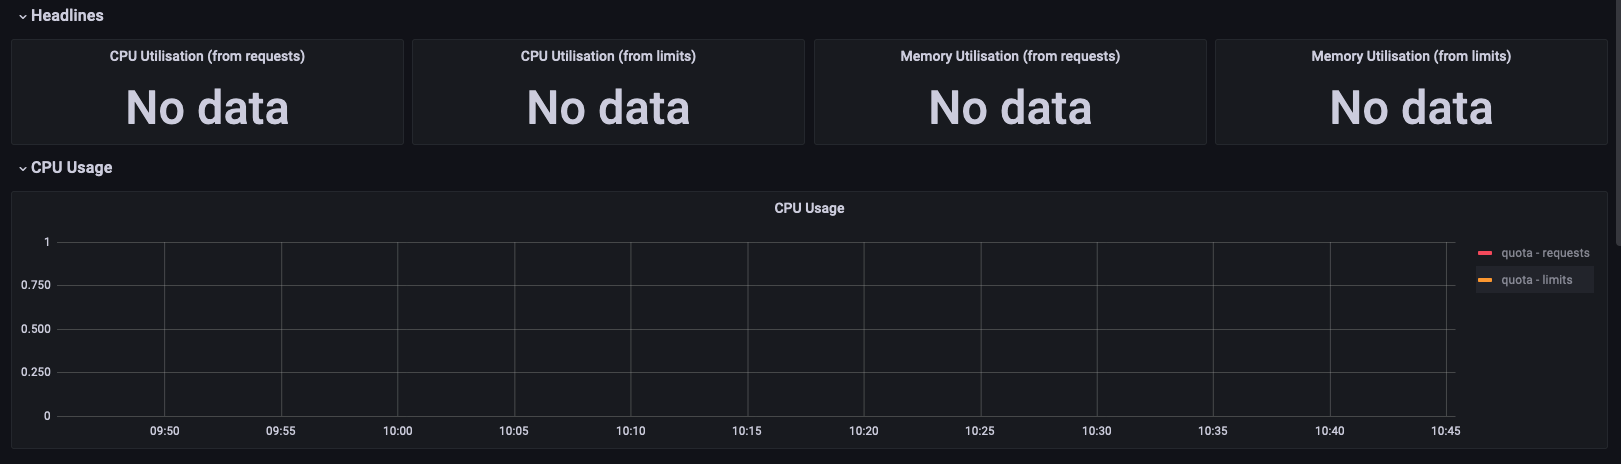 Headlines
CPU Utilisation (from requests)
No data
CPU Utilisation (from limits)
No data
Memory Utilisation (from requests)
No data
Memory Utilisation (from limits)
No data
CPU Usage
CPU Usage
1
0.750
0.500
0.250
0
09:50 09:55 10:00 10:05 10:10 10:15 10:20 10:25 10:30 10:35 10:40 10:45
quota - requests
quota - limits